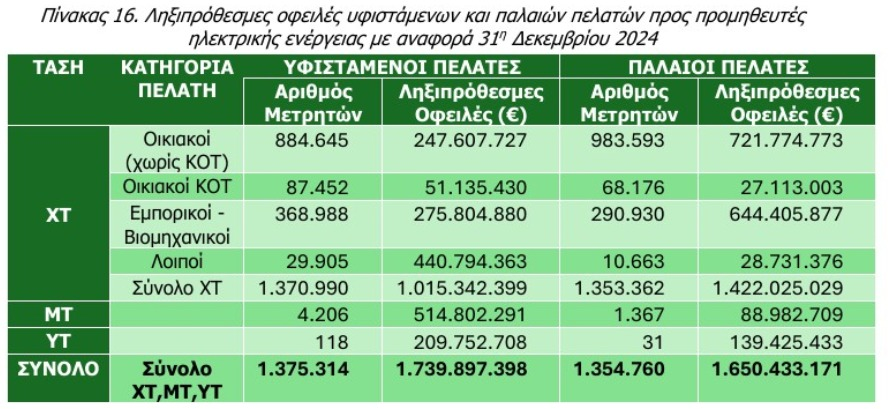 Πίνακας 16. Ληξιπρόθεσμες οφειλές υφιστάμενων και παλαιών πελατών προς προμηθευτές
ηλεκτρικής ενέργειας με αναφορά 31η Δεκεμβρίου 2024
ΤΑΣΗ ΚΑΤΗΓΟΡΙΑ ΠΕΛΑΤΗ ΥΦΙΣΤΑΜΕΝΟΙ ΠΕΛΑΤΕΣ ΠΑΛΑΙΟΙ ΠΕΛΑΤΕΣ
Αριθμός Ληξιπρόθεσμες Αριθμός Ληξιπρόθεσμες
Μετρητών Οφειλές (€) Μετρητών Οφειλές (€)
ΧΤ
Οικιακοί 884.645 247.607.727 983.593 721.774.773
(χωρίς ΚΟΤ)
Οικιακοί ΚΟΤ 87.452 51.135.430 68.176 27.113.003
Εμπορικοί - 368.988 275.804.880 290.930 644.405.877
Βιομηχανικοί
Λοιποί 29.905 440.794.363 10.663 28.731.376
Σύνολο ΧΤ 1.370.990 1.015.342.399 1.353.362 1.422.025.029
ΜΤ 4.206 514.802.291 1.367 88.982.709
ΥΤ 118 209.752.708 31 139.425.433
ΣΥΝΟΛΟ Σύνολο 1.375.314 1.739.897.398 1.354.760 1.650.433.171
ΧΤ,ΜΤ,ΥΤ